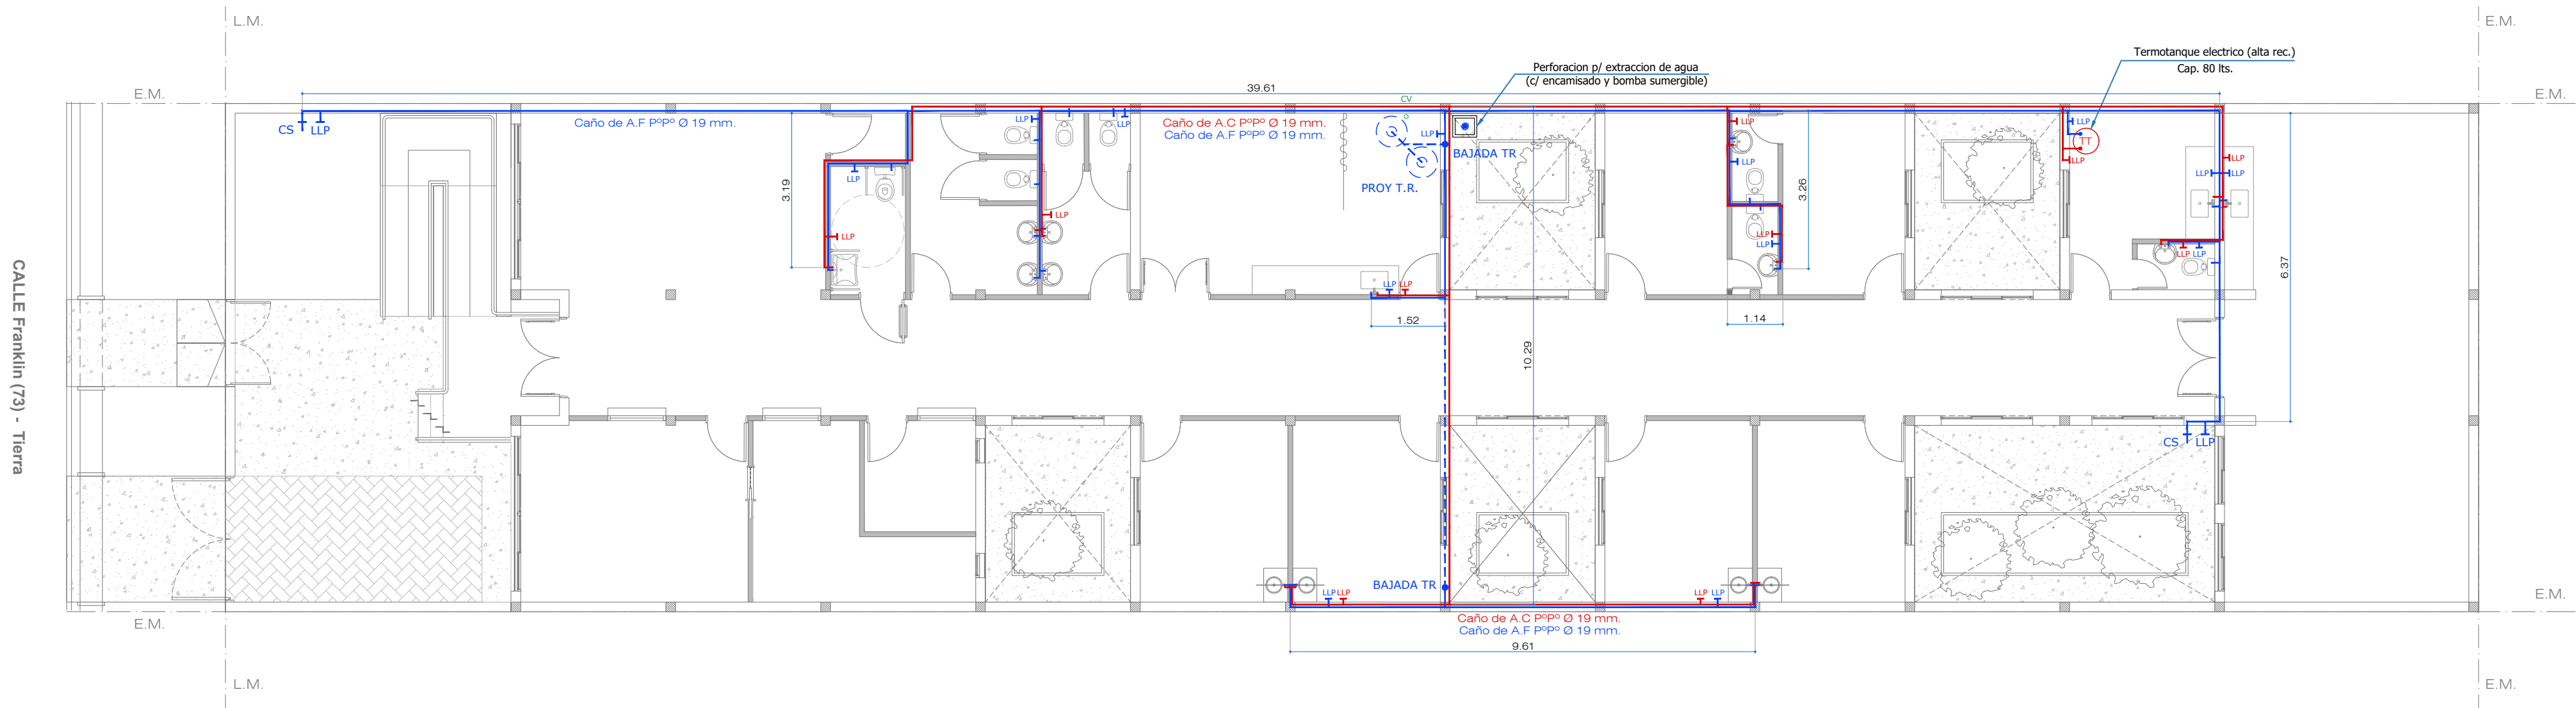 L.M.
E.M.
Termotanque electrico (alta rec.)
Cap. 80 lts.
Perforacion p/ extraccion de agua
(c/ encamisado y bomba sumergible)
E.M.
39.61
CV
E.M.
CS
LLP
Caño de A.F PºPº Ø 19 mm.
LLP
LLP
Caño de A.C PºPº Ø 19 mm.
Caño de A.F PºPº Ø 19 mm.
LLP
LLP
LLP
TT
BAJADA TR
LLP
LLP
LLP
LLP
LLP
LLP
PROY T.R.
3.19
3.26
LLP
LLP
LLP
LLP
LLP
LLP
CALLE Franklin (73) - Tierra
6.37
LLP
LLP
1.52
1.14
10.29
CS
LLP
BAJADA TR
LLP
LLP
LLP
LLP
E.M.
E.M.
Caño de A.C PºPº Ø 19 mm.
Caño de A.F PºPº Ø 19 mm.
9.61
L.M.
E.M.